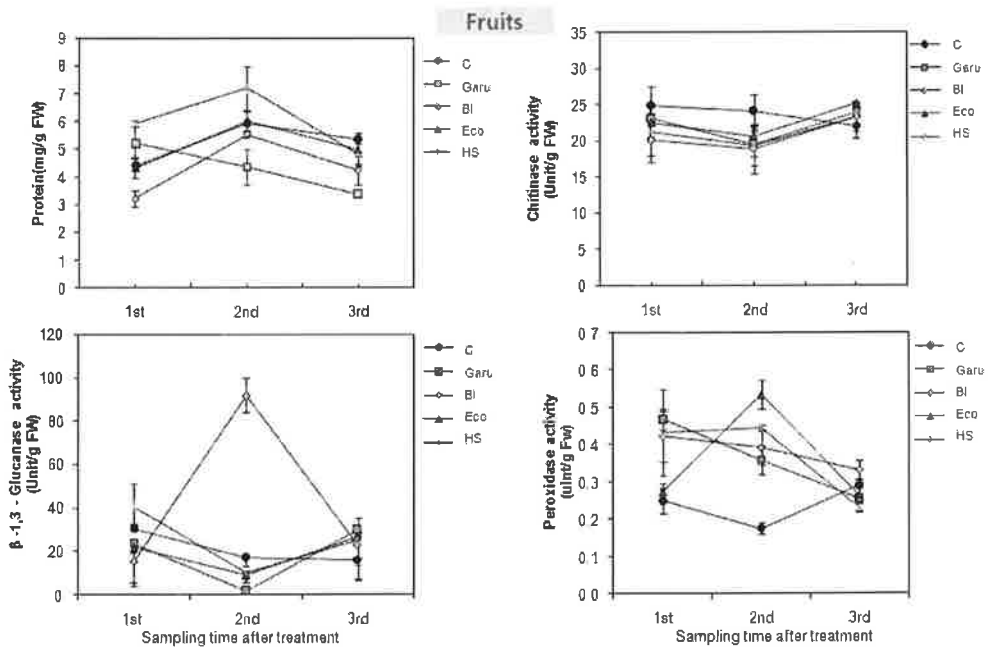 Fruits
Protein(mg/g FW)
9
8
7
6
5
4
3
2
1
0
1st 2nd 3rd
C
Garu
BI
Eco
HS
Chitinase activity
(Unit/g FW)
35
30
25
20
15
10
5
0
1st 2nd 3rd
C
Garu
BI
Eco
HS
β -1,3 - Glucanase activity
(Unit/g FW)
120
100
80
60
40
20
0
1st 2nd 3rd
Sampling time after treatment
C
Garu
BI
Eco
HS
Peroxidase activity
(uInt/g Fw)
0.7
0.6
0.5
0.4
0.3
0.2
0.1
0.0
1st 2nd 3rd
Sampling time after treatment
C
Garu
BI
Eco
HS